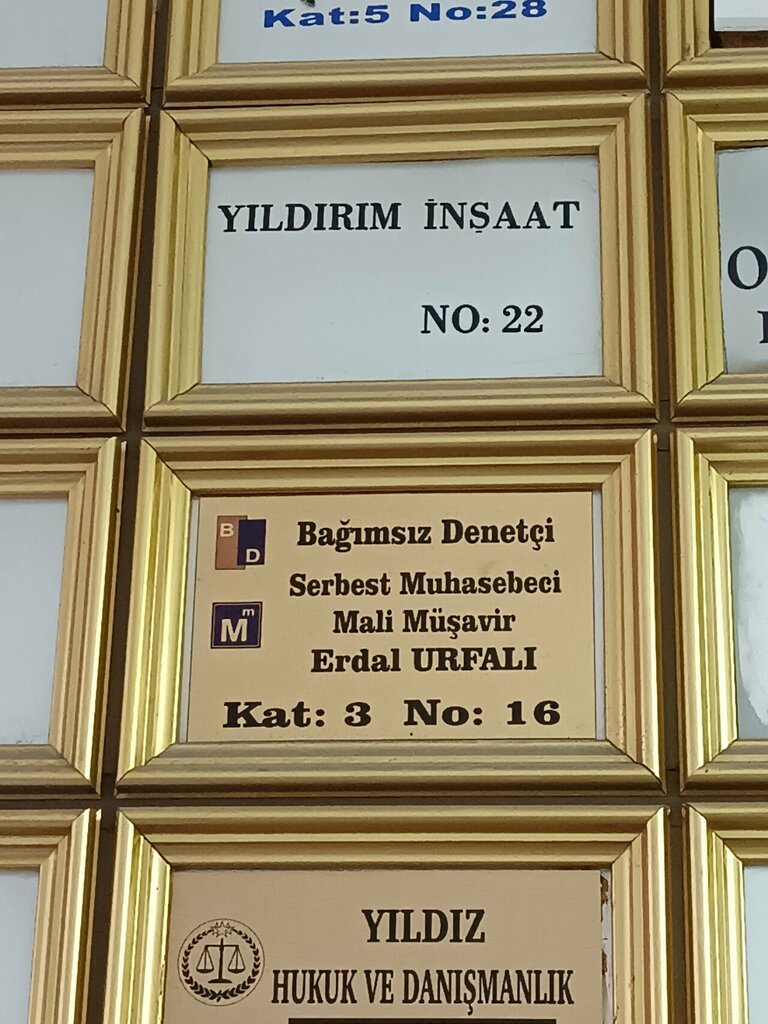 Kat:5 No:28
YILDIRIM İNŞAAT
NO: 22
B D
Bağımsız Denetçi
Serbest Muhasebeci
Mm
Mali Müşavir
Erdal URFALI
Kat: 3 No: 16
YILDIZ
HUKUK VE DANIŞMANLIK